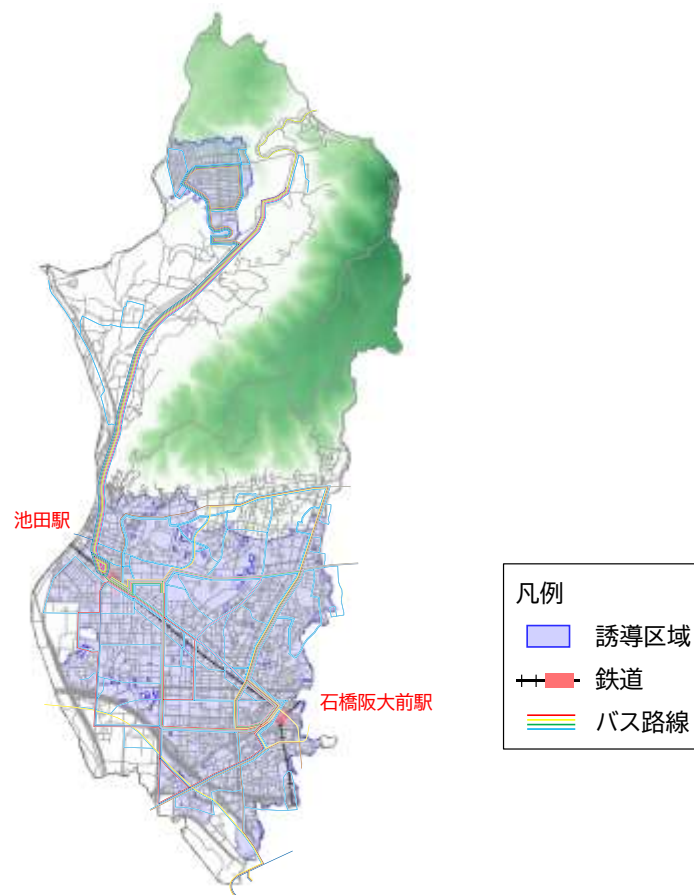 池田駅
石橋阪大前駅
凡例
誘導区域
鉄道
バス路線